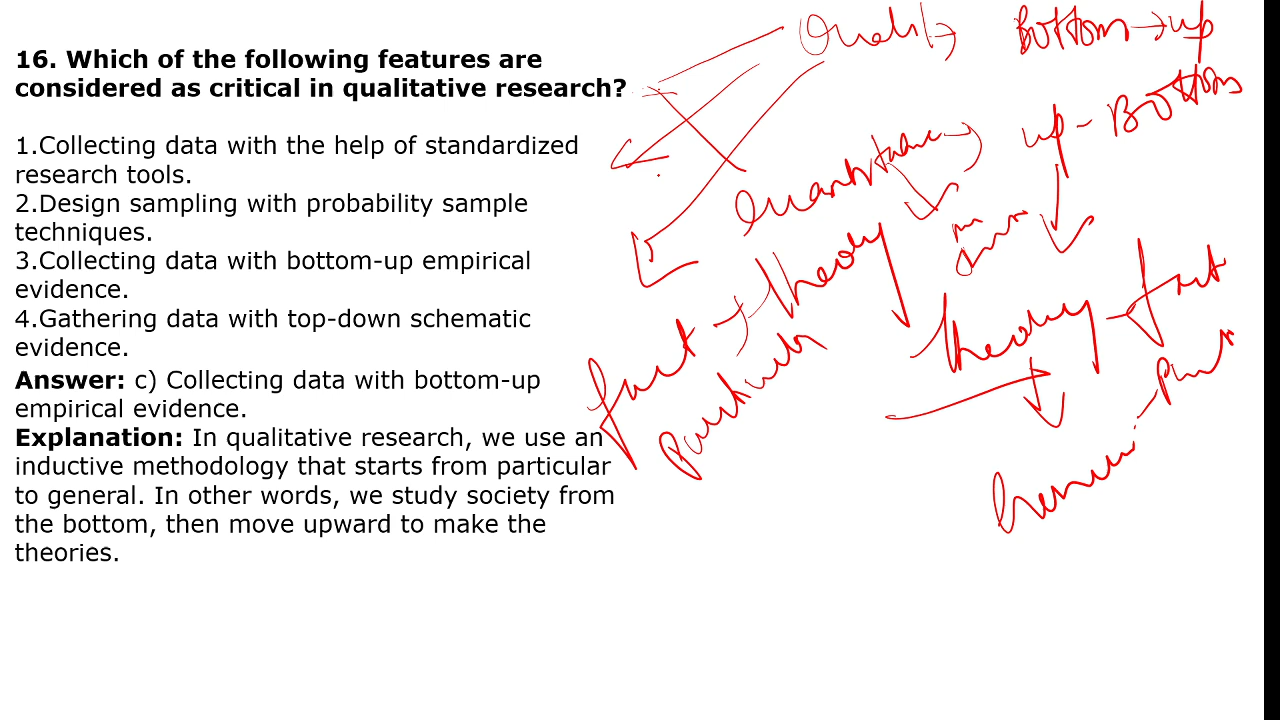 16. Which of the following features are
considered as critical in qualitative research?
1.Collecting data with the help of standardized
research tools.
2.Design sampling with probability sample
techniques.
3.Collecting data with bottom-up empirical
evidence.
4.Gathering data with top-down schematic
evidence.
Answer: c) Collecting data with bottom-up
empirical evidence.
Explanation: In qualitative research, we use an
inductive methodology that starts from particular
to general. In other words, we study society from
the bottom, then move upward to make the
theories.
Bottom → up
up - Bottom
fact → theory
theory - fact